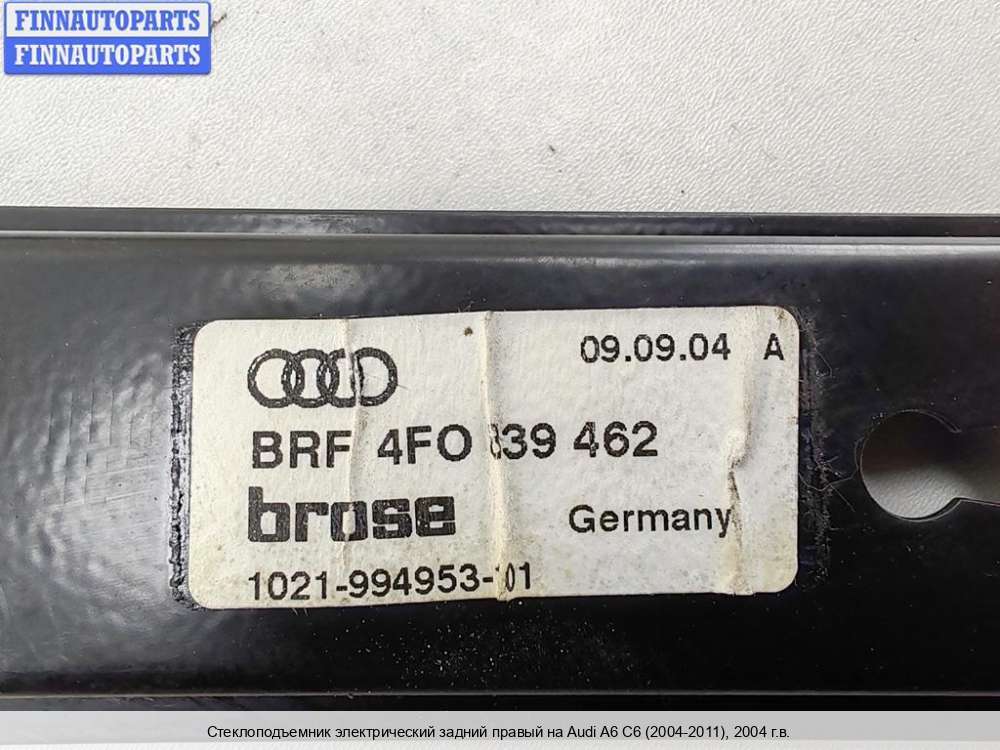 FINNAUTOPARTS
FINNAUTOPARTS
09.09.04 A
BRF 4FO 839 462
brose
Germany
1021-994953-101
Стеклоподъемник электрический задний правый на Audi A6 C6 (2004-2011), 2004 г.в.